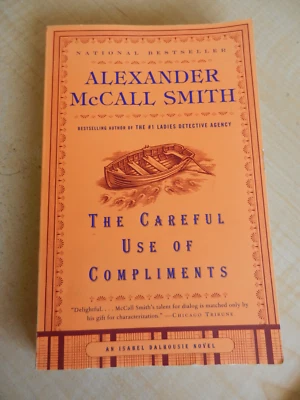 NATIONAL BESTSELLER
ALEXANDER
McCALL SMITH
BESTSELLING AUTHOR OF THE #1 LADIES DETECTIVE AGENCY
THE CAREFUL
USE OF
COMPLIMENTS
"Delightful. . . . McCall Smith's talent for dialog is matched only by
his gift for characterization." —CHICAGO TRIBUNE
AN ISABEL DALHOUSIE NOVEL